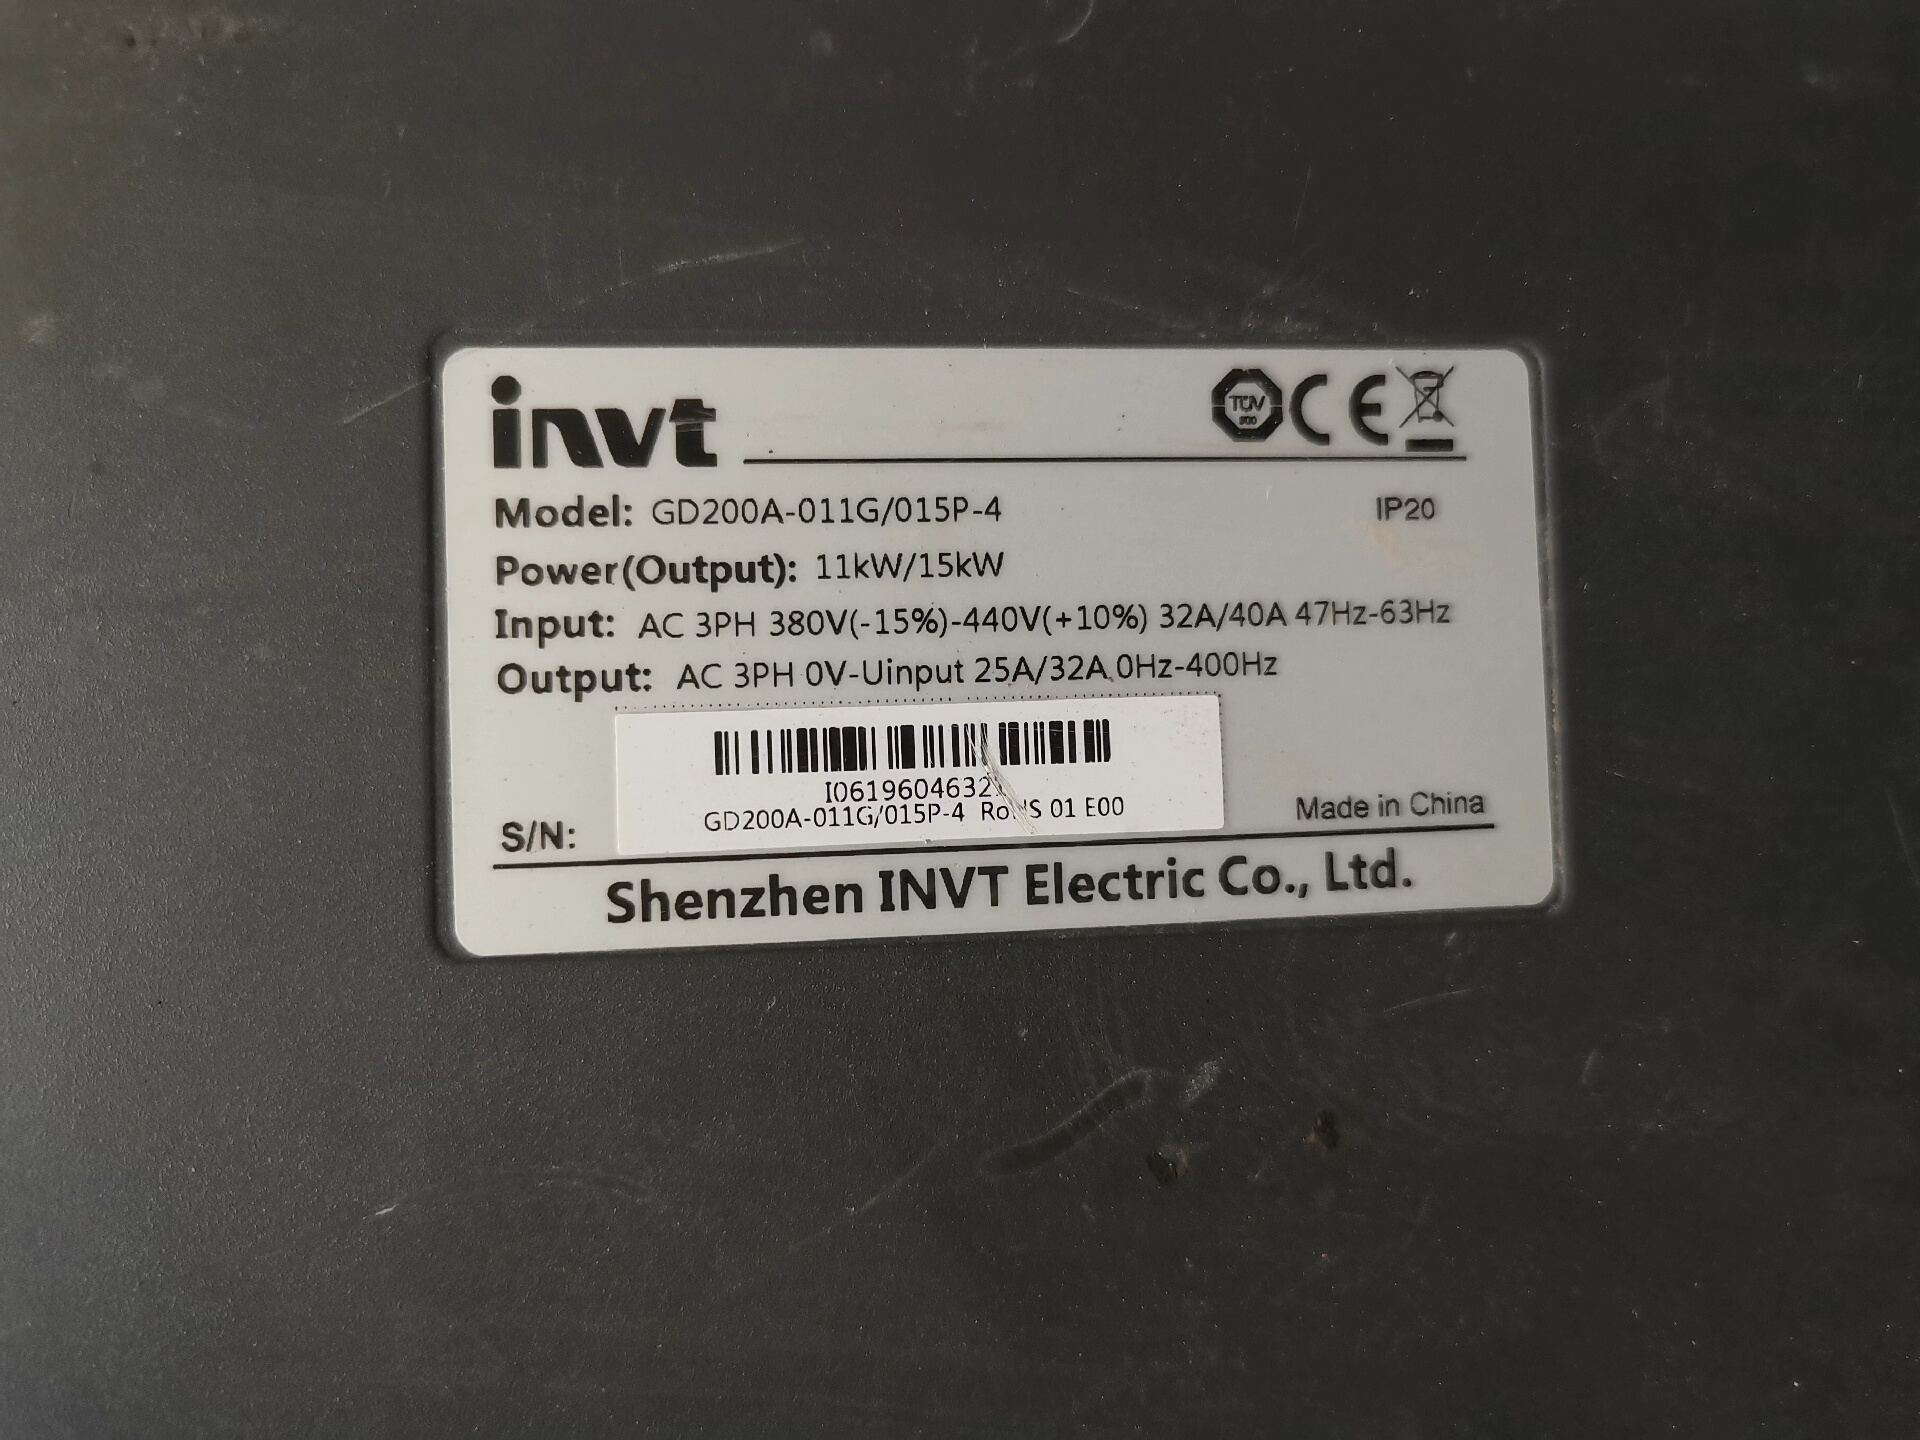 invt
TÜV
CE
Model: GD200A-011G/015P-4 IP20
Power(Output): 11kW/15kW
Input: AC 3PH 380V(-15%)-440V(+10%) 32A/40A 47Hz-63Hz
Output: AC 3PH 0V-Uinput 25A/32A 0Hz-400Hz
GD200A-011G/015P-4 01 E00
S/N:
Made in China
Shenzhen INVT Electric Co., Ltd.